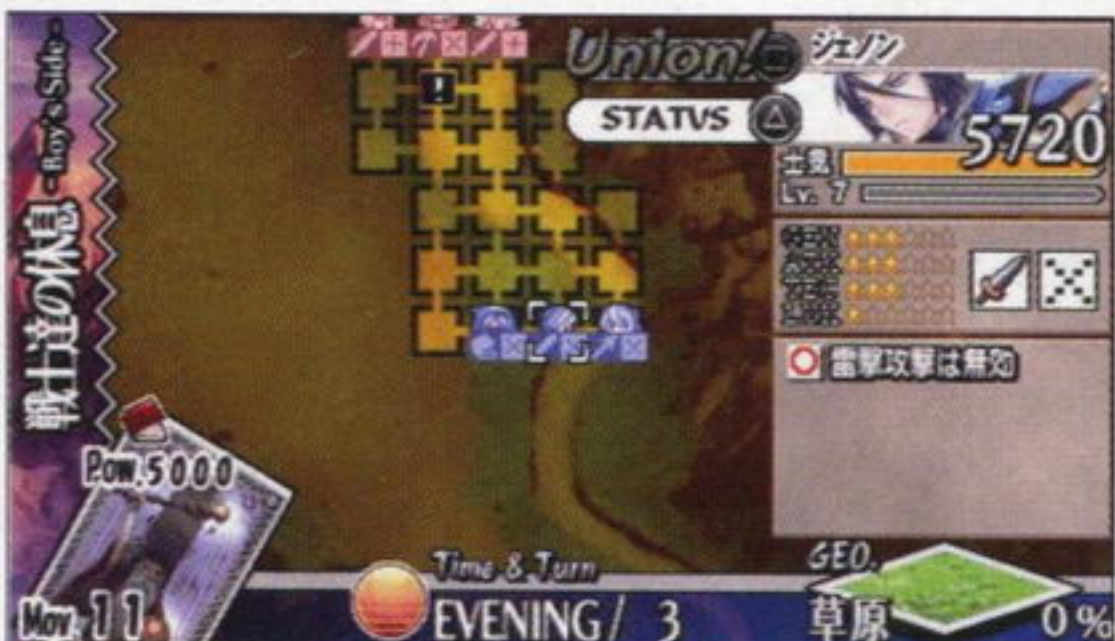 戦士達の休息 - Roy's Side -
Union!
STATVS
ジェノン
5720
士気
Lv. 7
雷撃攻撃は無効
Pow. 5000
Mov. 11
Time & Turn
EVENING / 3
GEO.
草原 0%